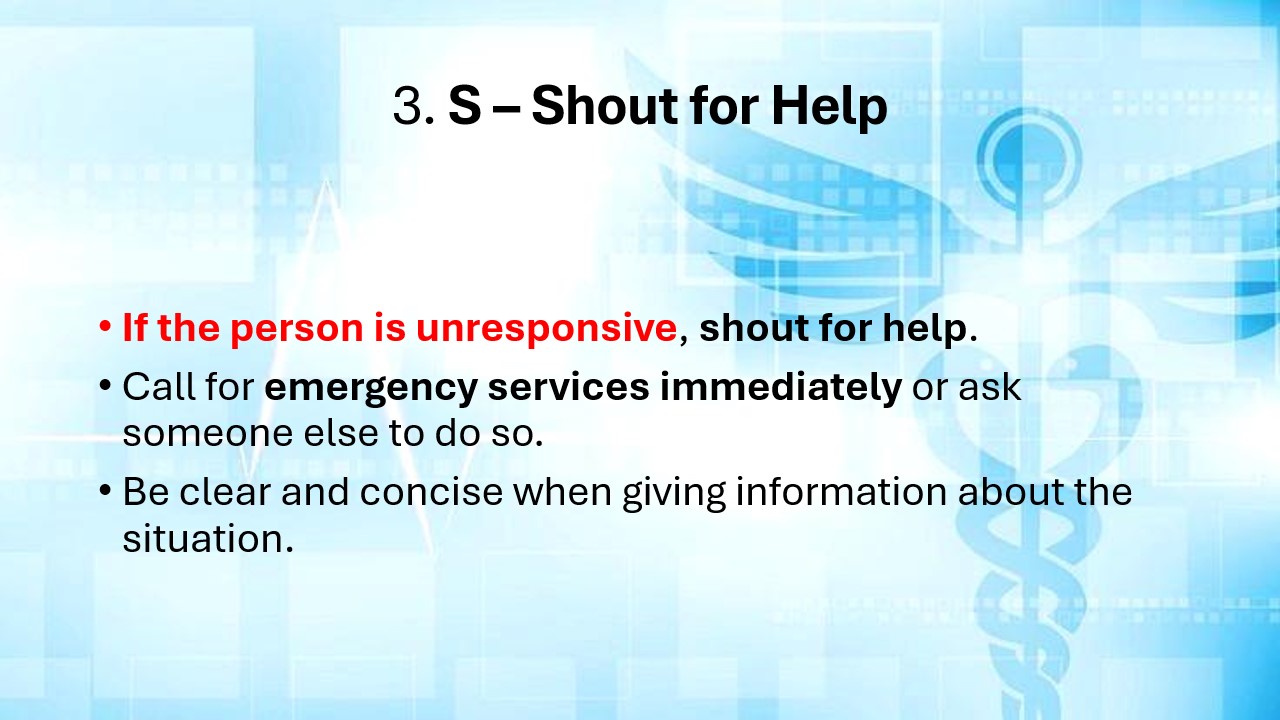 3. S – Shout for Help
• If the person is unresponsive, shout for help.
• Call for emergency services immediately or ask
someone else to do so.
• Be clear and concise when giving information about the
situation.